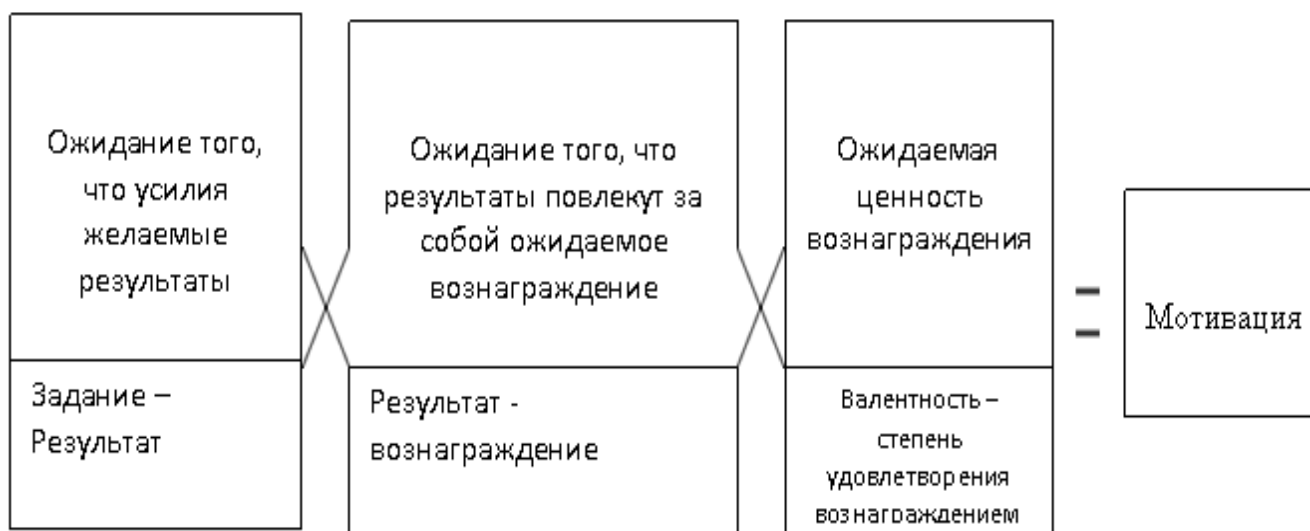 Ожидание того,
что усилия
желаемые
результаты
Задание –
Результат
Ожидание того, что
результаты повлекут за
собой ожидаемое
вознаграждение
Результат -
вознаграждение
Ожидаемая
ценность
вознаграждения
Валентность –
степень
удовлетворения
вознаграждением
=
Мотивация